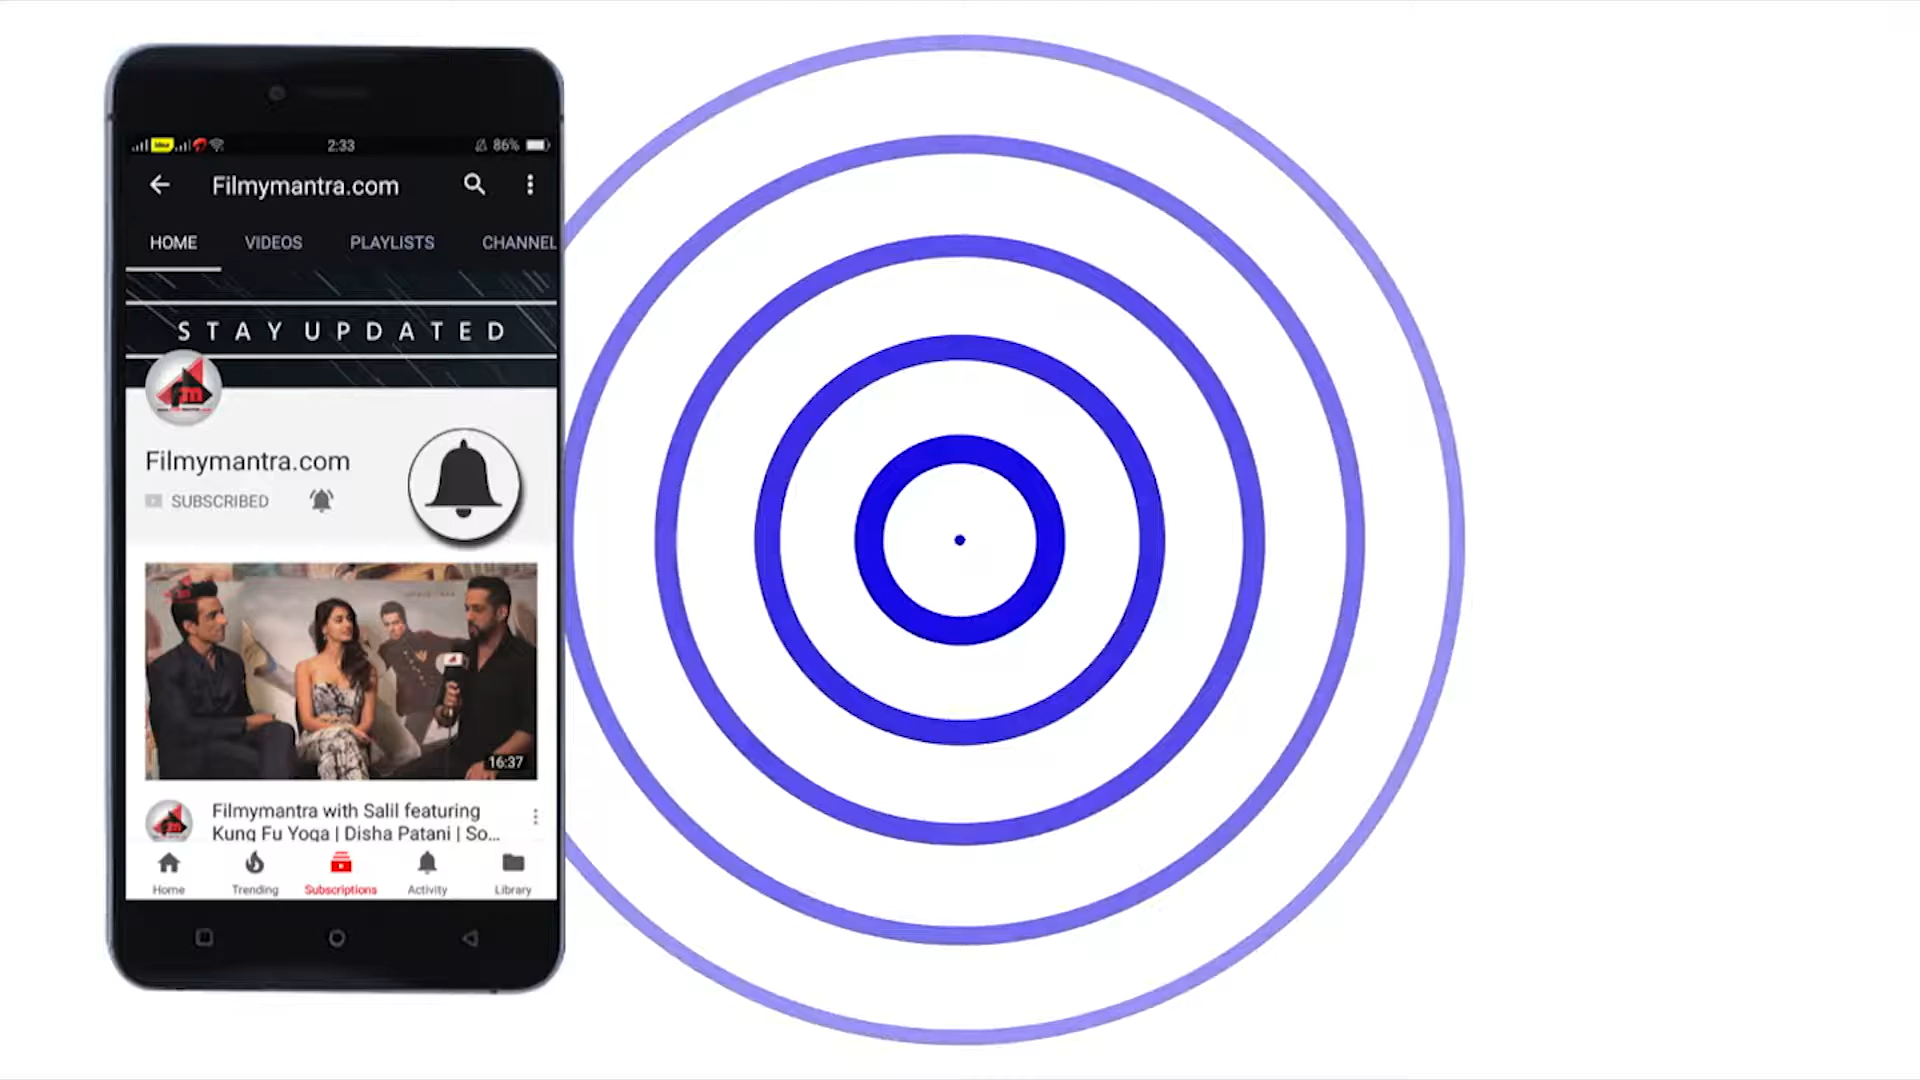 2:33
86%
Filmymantra.com
HOME VIDEOS PLAYLISTS CHANNEL
STAY UPDATED
Filmymantra.com
SUBSCRIBED
16:37
Filmymantra with Salil featuring
Kung Fu Yoga | Disha Patani | So...
Home Trending Subscriptions Activity Library